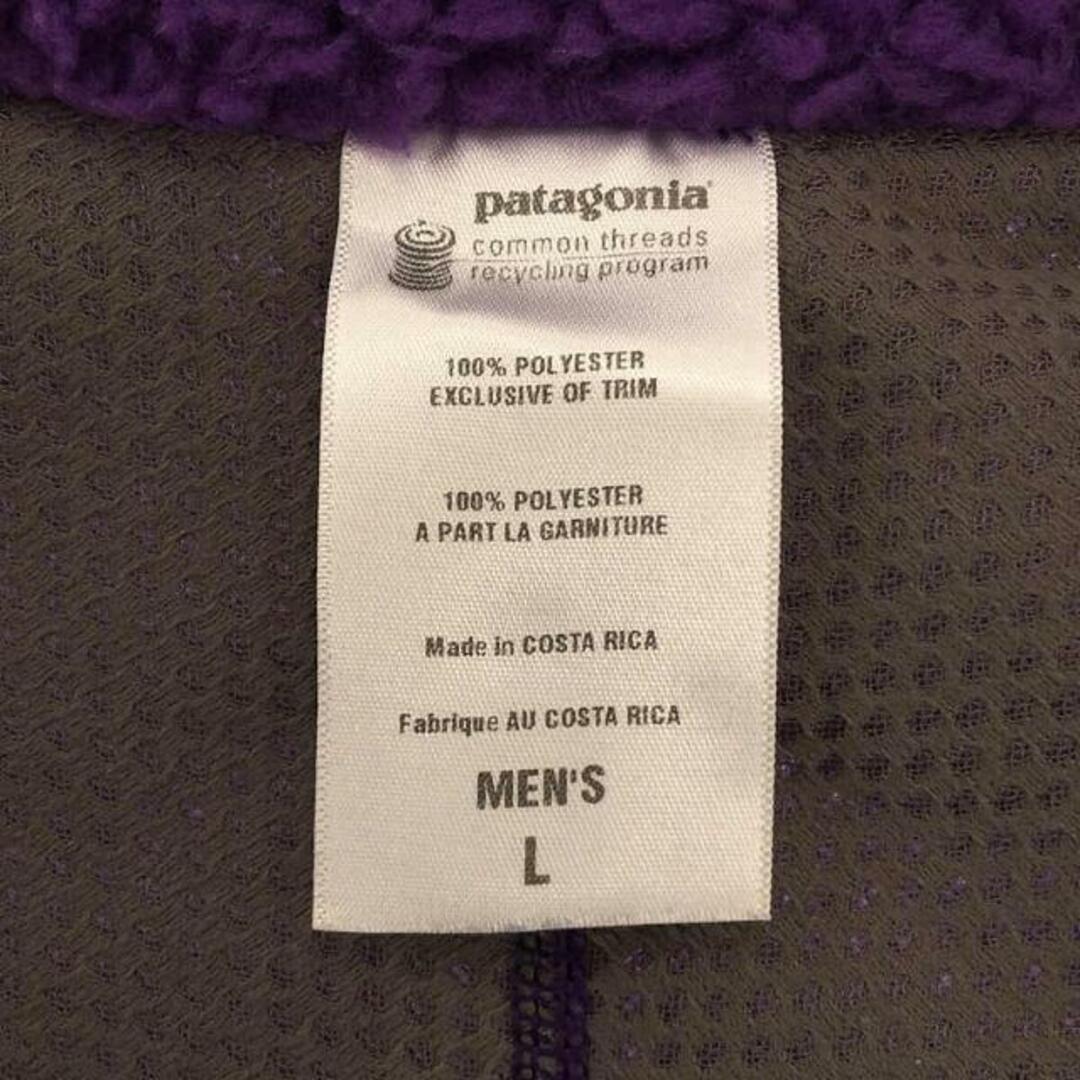 patagonia
common threads
recycling program
100% POLYESTER
EXCLUSIVE OF TRIM
100% POLYESTER
A PART LA GARNITURE
Made in COSTA RICA
Fabrique AU COSTA RICA
MEN'S
L